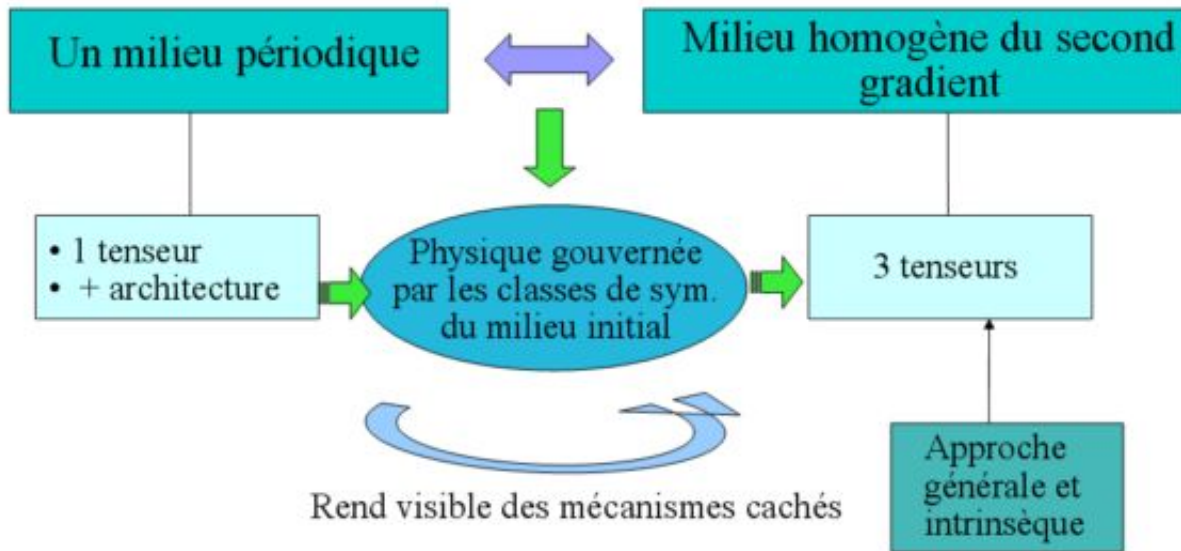 Un milieu périodique
Milieu homogène du second
gradient
• 1 tenseur
• + architecture
Physique gouvernée
par les classes de sym.
du milieu initial
3 tenseurs
Rend visible des mécanismes cachés
Approche
générale et
intrinsèque